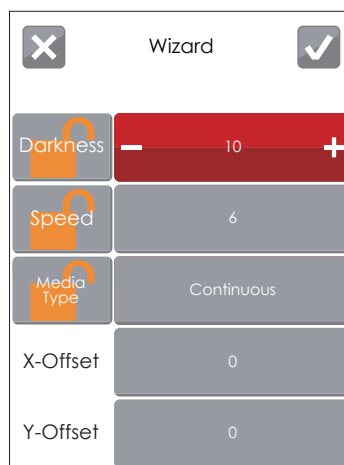 Wizard
Darkness
− 10 +
Speed
6
Media
Type
Continuous
X-Offset
0
Y-Offset
0